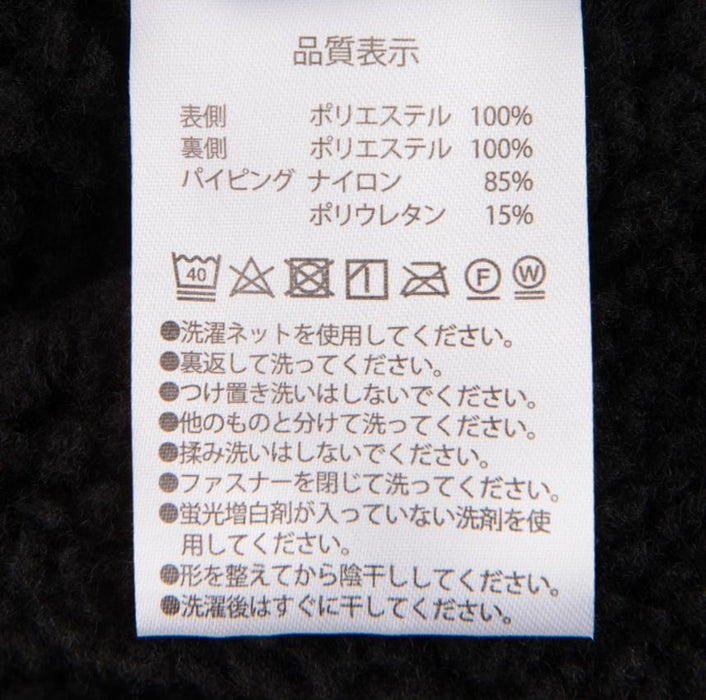 品質表示
表側 ポリエステル 100%
裏側 ポリエステル 100%
パイピング ナイロン 85%
ポリウレタン 15%
40 F W
●洗濯ネットを使用してください。
●裏返して洗ってください。
●つけ置き洗いはしないでください。
●他のものと分けて洗ってください。
●揉み洗いはしないでください。
●ファスナーを閉じて洗ってください。
●蛍光増白剤が入っていない洗剤を使
用してください。
●形を整えてから陰干ししてください。
●洗濯後はすぐに干してください。